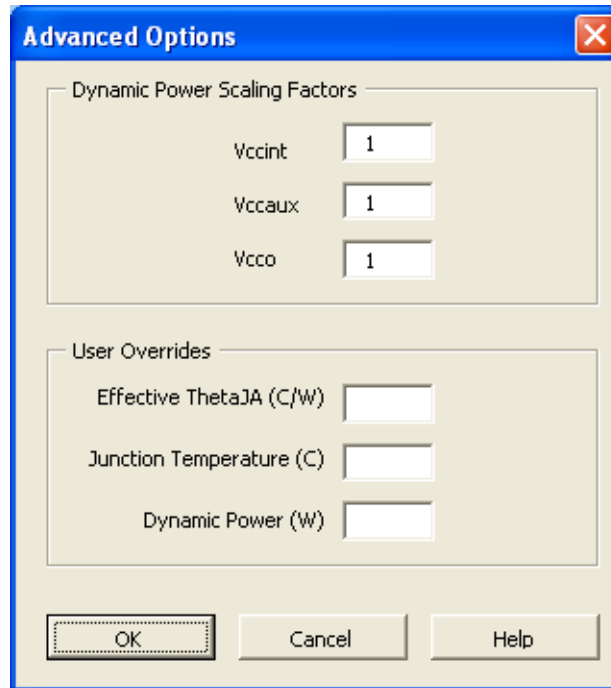 Advanced Options
Dynamic Power Scaling Factors
Vccint 1
Vccaux 1
Vcco 1
User Overrides
Effective ThetaJA (C/W)
Junction Temperature (C)
Dynamic Power (W)
OK Cancel Help